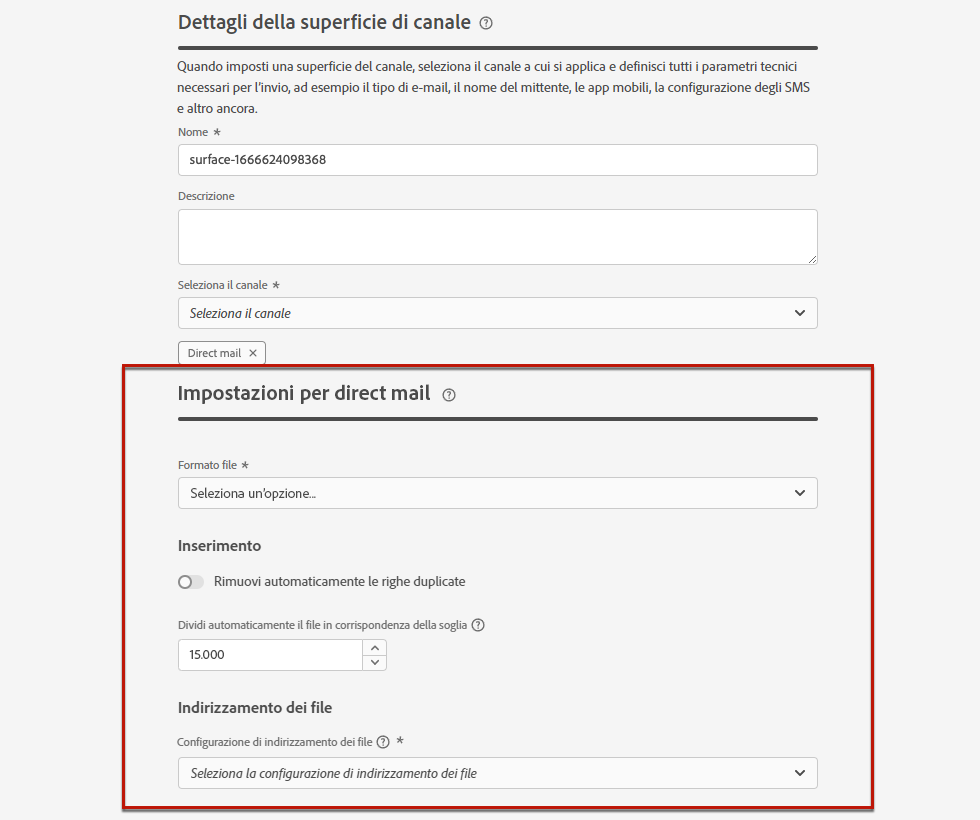 Dettagli della superficie di canale
Quando imposti una superficie del canale, seleziona il canale a cui si applica e definisci tutti i parametri tecnici
necessari per l'invio, ad esempio il tipo di e-mail, il nome del mittente, le app mobili, la configurazione degli SMS
e altro ancora.
Nome *
surface-1666624098368
Descrizione
Seleziona il canale *
Seleziona il canale
Direct mail ×
Impostazioni per direct mail
Formato file *
Seleziona un'opzione...
Inserimento
Rimuovi automaticamente le righe duplicate
Dividi automaticamente il file in corrispondenza della soglia
15.000
Indirizzamento dei file
Configurazione di indirizzamento dei file *
Seleziona la configurazione di indirizzamento dei file